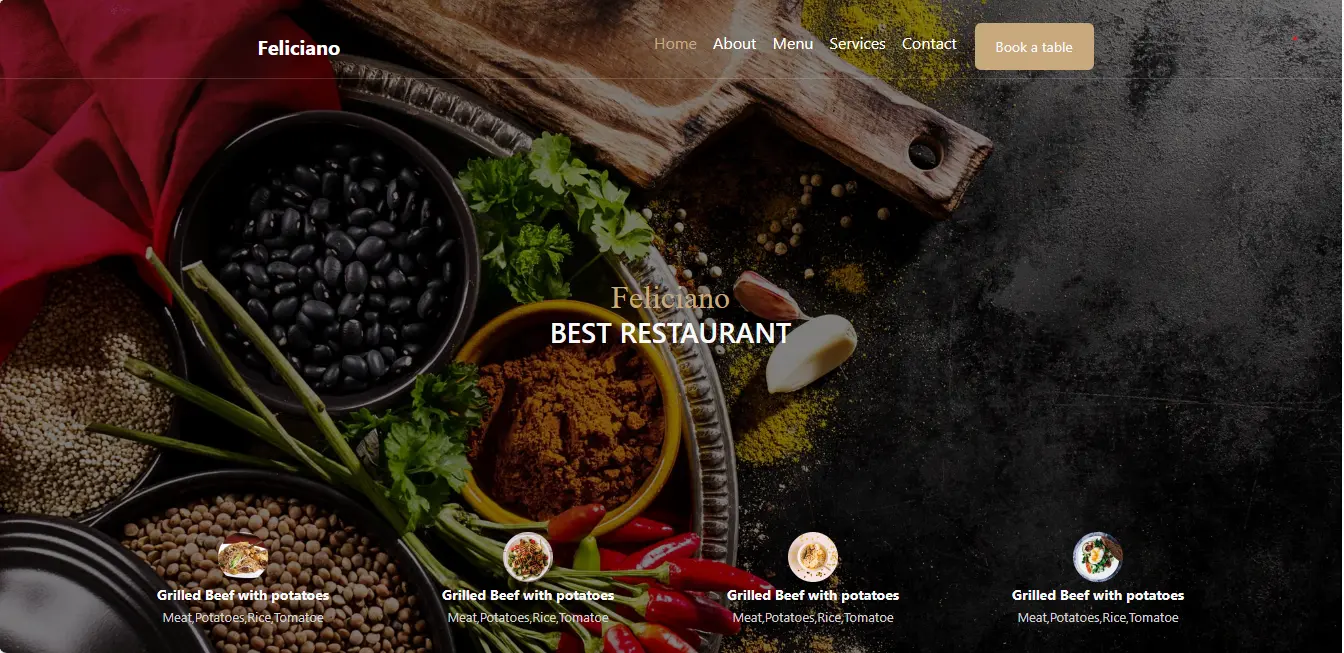 Feliciano
Home About Menu Services Contact Book a table
Feliciano
BEST RESTAURANT
Grilled Beef with potatoes Grilled Beef with potatoes Grilled Beef with potatoes Grilled Beef with potatoes
Meat,Potatoes,Rice,Tomatoe Meat,Potatoes,Rice,Tomatoe Meat,Potatoes,Rice,Tomatoe Meat,Potatoes,Rice,Tomatoe